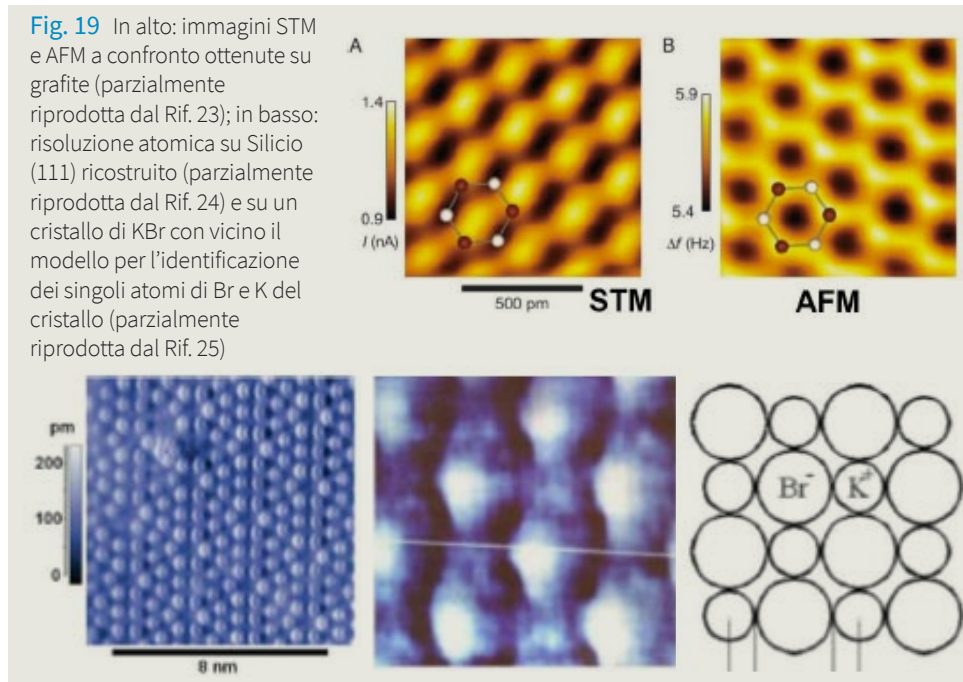 Fig. 19 In alto: immagini STM
e AFM a confronto ottenute su
grafite (parzialmente
riprodotta dal Rif. 23); in basso:
risoluzione atomica su Silicio
(111) ricostruito (parzialmente
riprodotta dal Rif. 24) e su un
cristallo di KBr con vicino il
modello per l'identificazione
dei singoli atomi di Br e K del
cristallo (parzialmente
riprodotta dal Rif. 25)
A
1.4
0.9
I (nA)
500 pm
STM
B
5.9
5.4
Δf (Hz)
AFM
pm
200
100
0
8 nm
Br⁻
K⁺